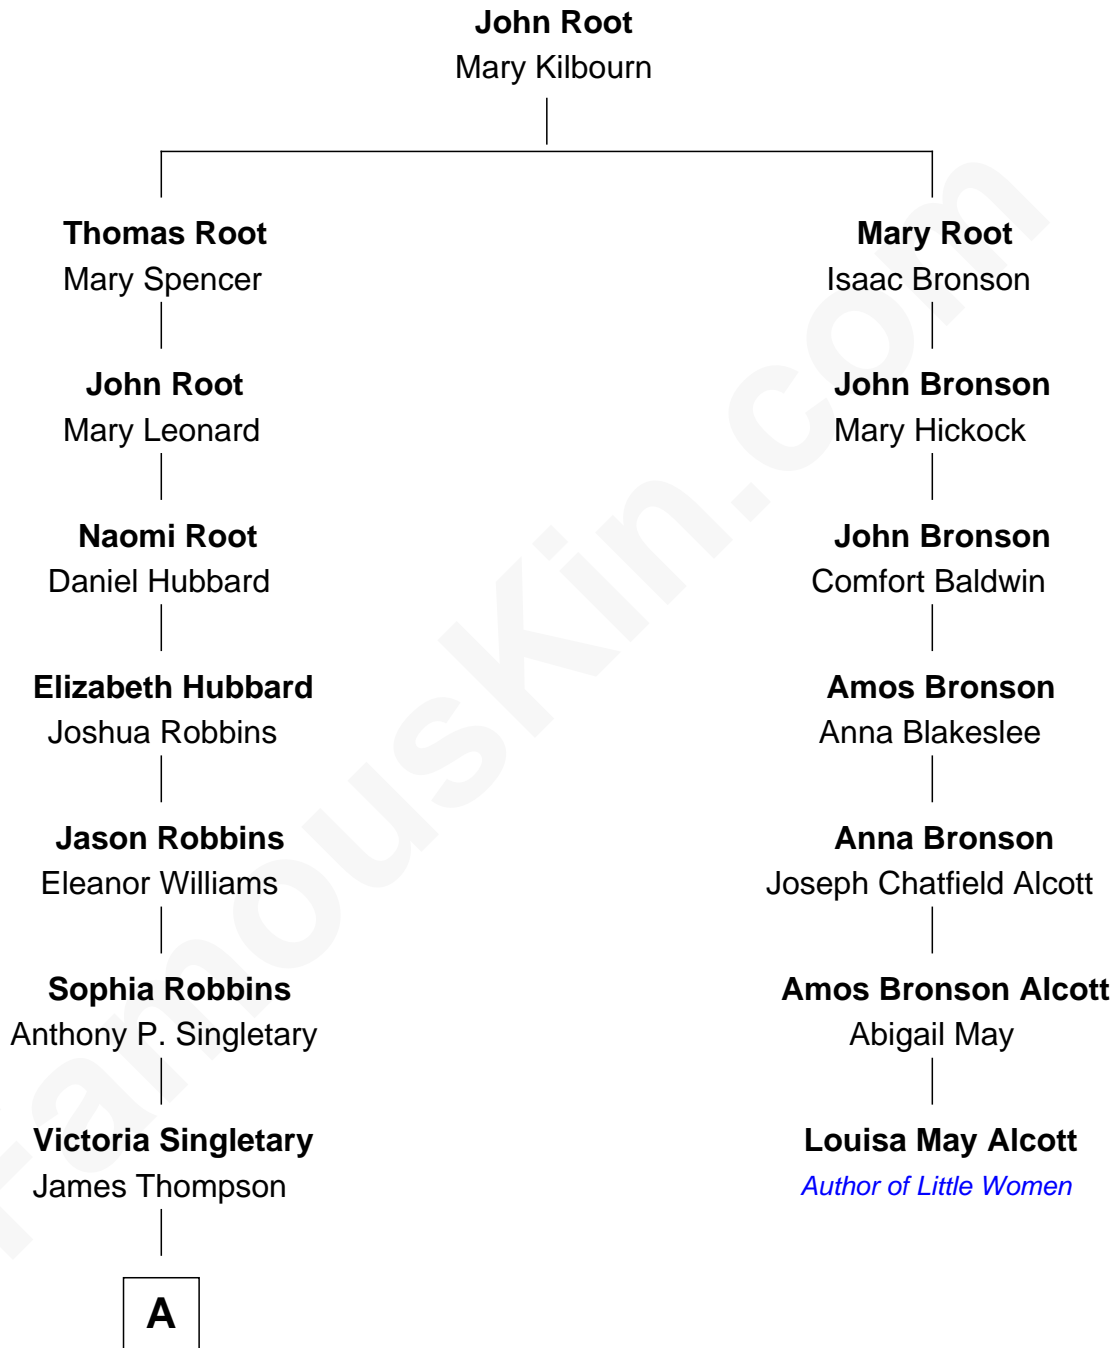 John Root
Mary Kilbourn
Thomas Root
Mary Spencer
Mary Root
Isaac Bronson
John Root
Mary Leonard
John Bronson
Mary Hickock
Naomi Root
Daniel Hubbard
John Bronson
Comfort Baldwin
Elizabeth Hubbard
Joshua Robbins
Amos Bronson
Anna Blakeslee
Jason Robbins
Eleanor Williams
Anna Bronson
Joseph Chatfield Alcott
Sophia Robbins
Anthony P. Singletary
Amos Bronson Alcott
Abigail May
Victoria Singletary
James Thompson
Louisa May Alcott
Author of Little Women
A
FamousKin.com